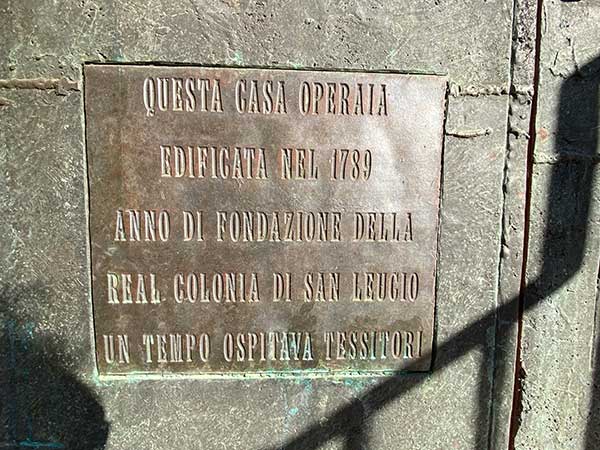 QUESTA CASA OPERAIA
EDIFICATA NEL 1789
ANNO DI FONDAZIONE DELLA
REAL COLONIA DI SAN LEUCIO
UN TEMPO OSPITAVA TESSITORI